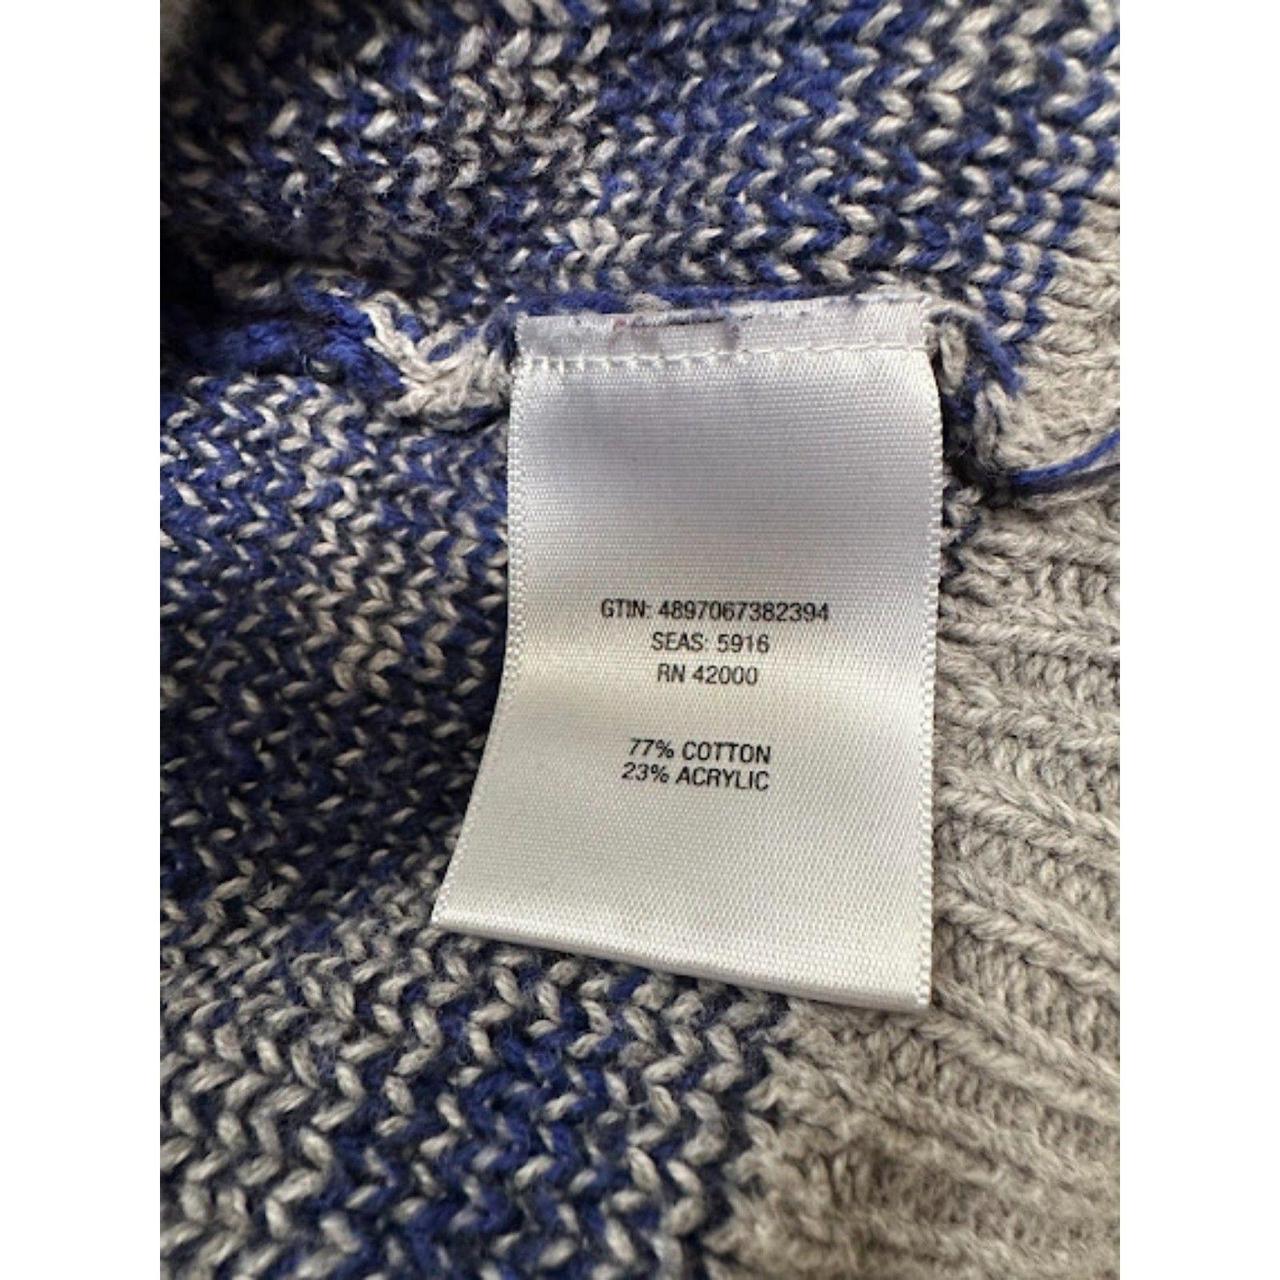 GTIN: 4897067382394
SEAS: 5916
RN 42000
77% COTTON
23% ACRYLIC